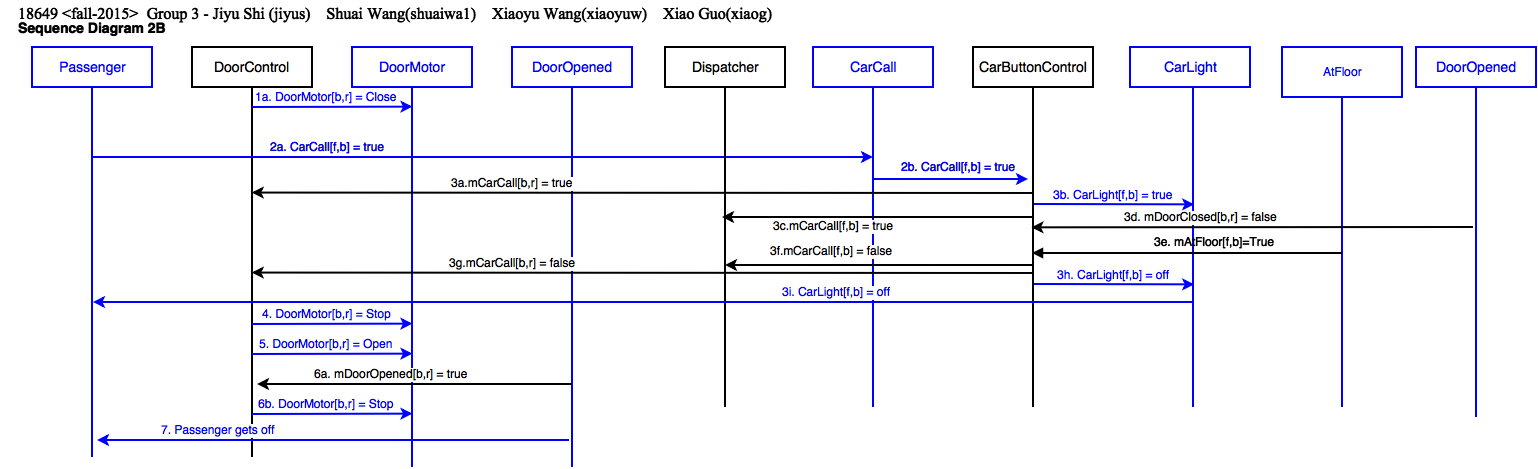 18649 <fall-2015>  Group 3 - Jiyu Shi (jiyus)    Shuai Wang(shuaiwa1)    Xiaoyu Wang(xiaoyuw)    Xiao Guo(xiaog)
Sequence Diagram 2B
Passenger
DoorControl
DoorMotor
DoorOpened
Dispatcher
CarCall
CarButtonControl
CarLight
AtFloor
DoorOpened
1a. DoorMotor[b,r] = Close
2a. CarCall[f,b] = true
2b. CarCall[f,b] = true
3a.mCarCall[b,r] = true
3b. CarLight[f,b] = true
3c.mCarCall[f,b] = true
3d. mDoorClosed[b,r] = false
3e. mAtFloor[f,b]=True
3f.mCarCall[f,b] = false
3g.mCarCall[b,r] = false
3h. CarLight[f,b] = off
3i. CarLight[f,b] = off
4. DoorMotor[b,r] = Stop
5. DoorMotor[b,r] = Open
6a. mDoorOpened[b,r] = true
6b. DoorMotor[b,r] = Stop
7. Passenger gets off